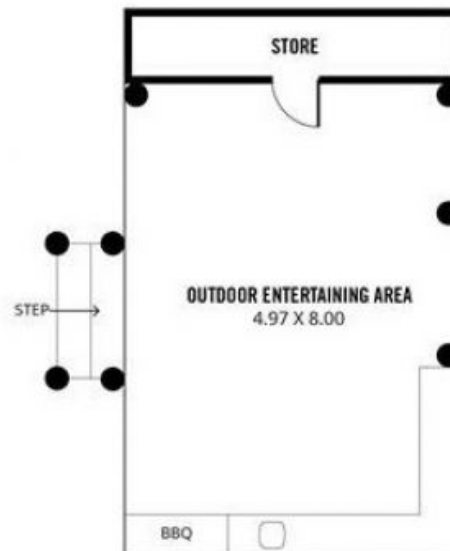 STORE
OUTDOOR ENTERTAINING AREA
4.97 X 8.00
STEP
BBQ